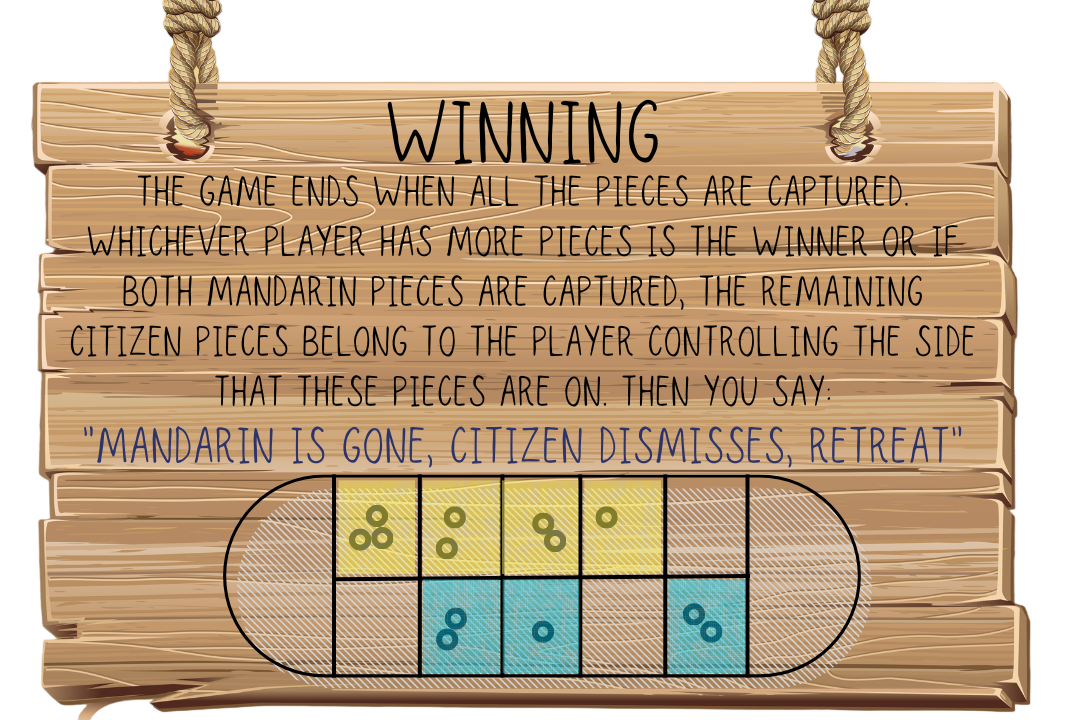 WINNING
THE GAME ENDS WHEN ALL THE PIECES ARE CAPTURED.
WHICHEVER PLAYER HAS MORE PIECES IS THE WINNER OR IF
BOTH MANDARIN PIECES ARE CAPTURED, THE REMAINING
CITIZEN PIECES BELONG TO THE PLAYER CONTROLLING THE SIDE
THAT THESE PIECES ARE ON. THEN YOU SAY:
"MANDARIN IS GONE, CITIZEN DISMISSES, RETREAT"